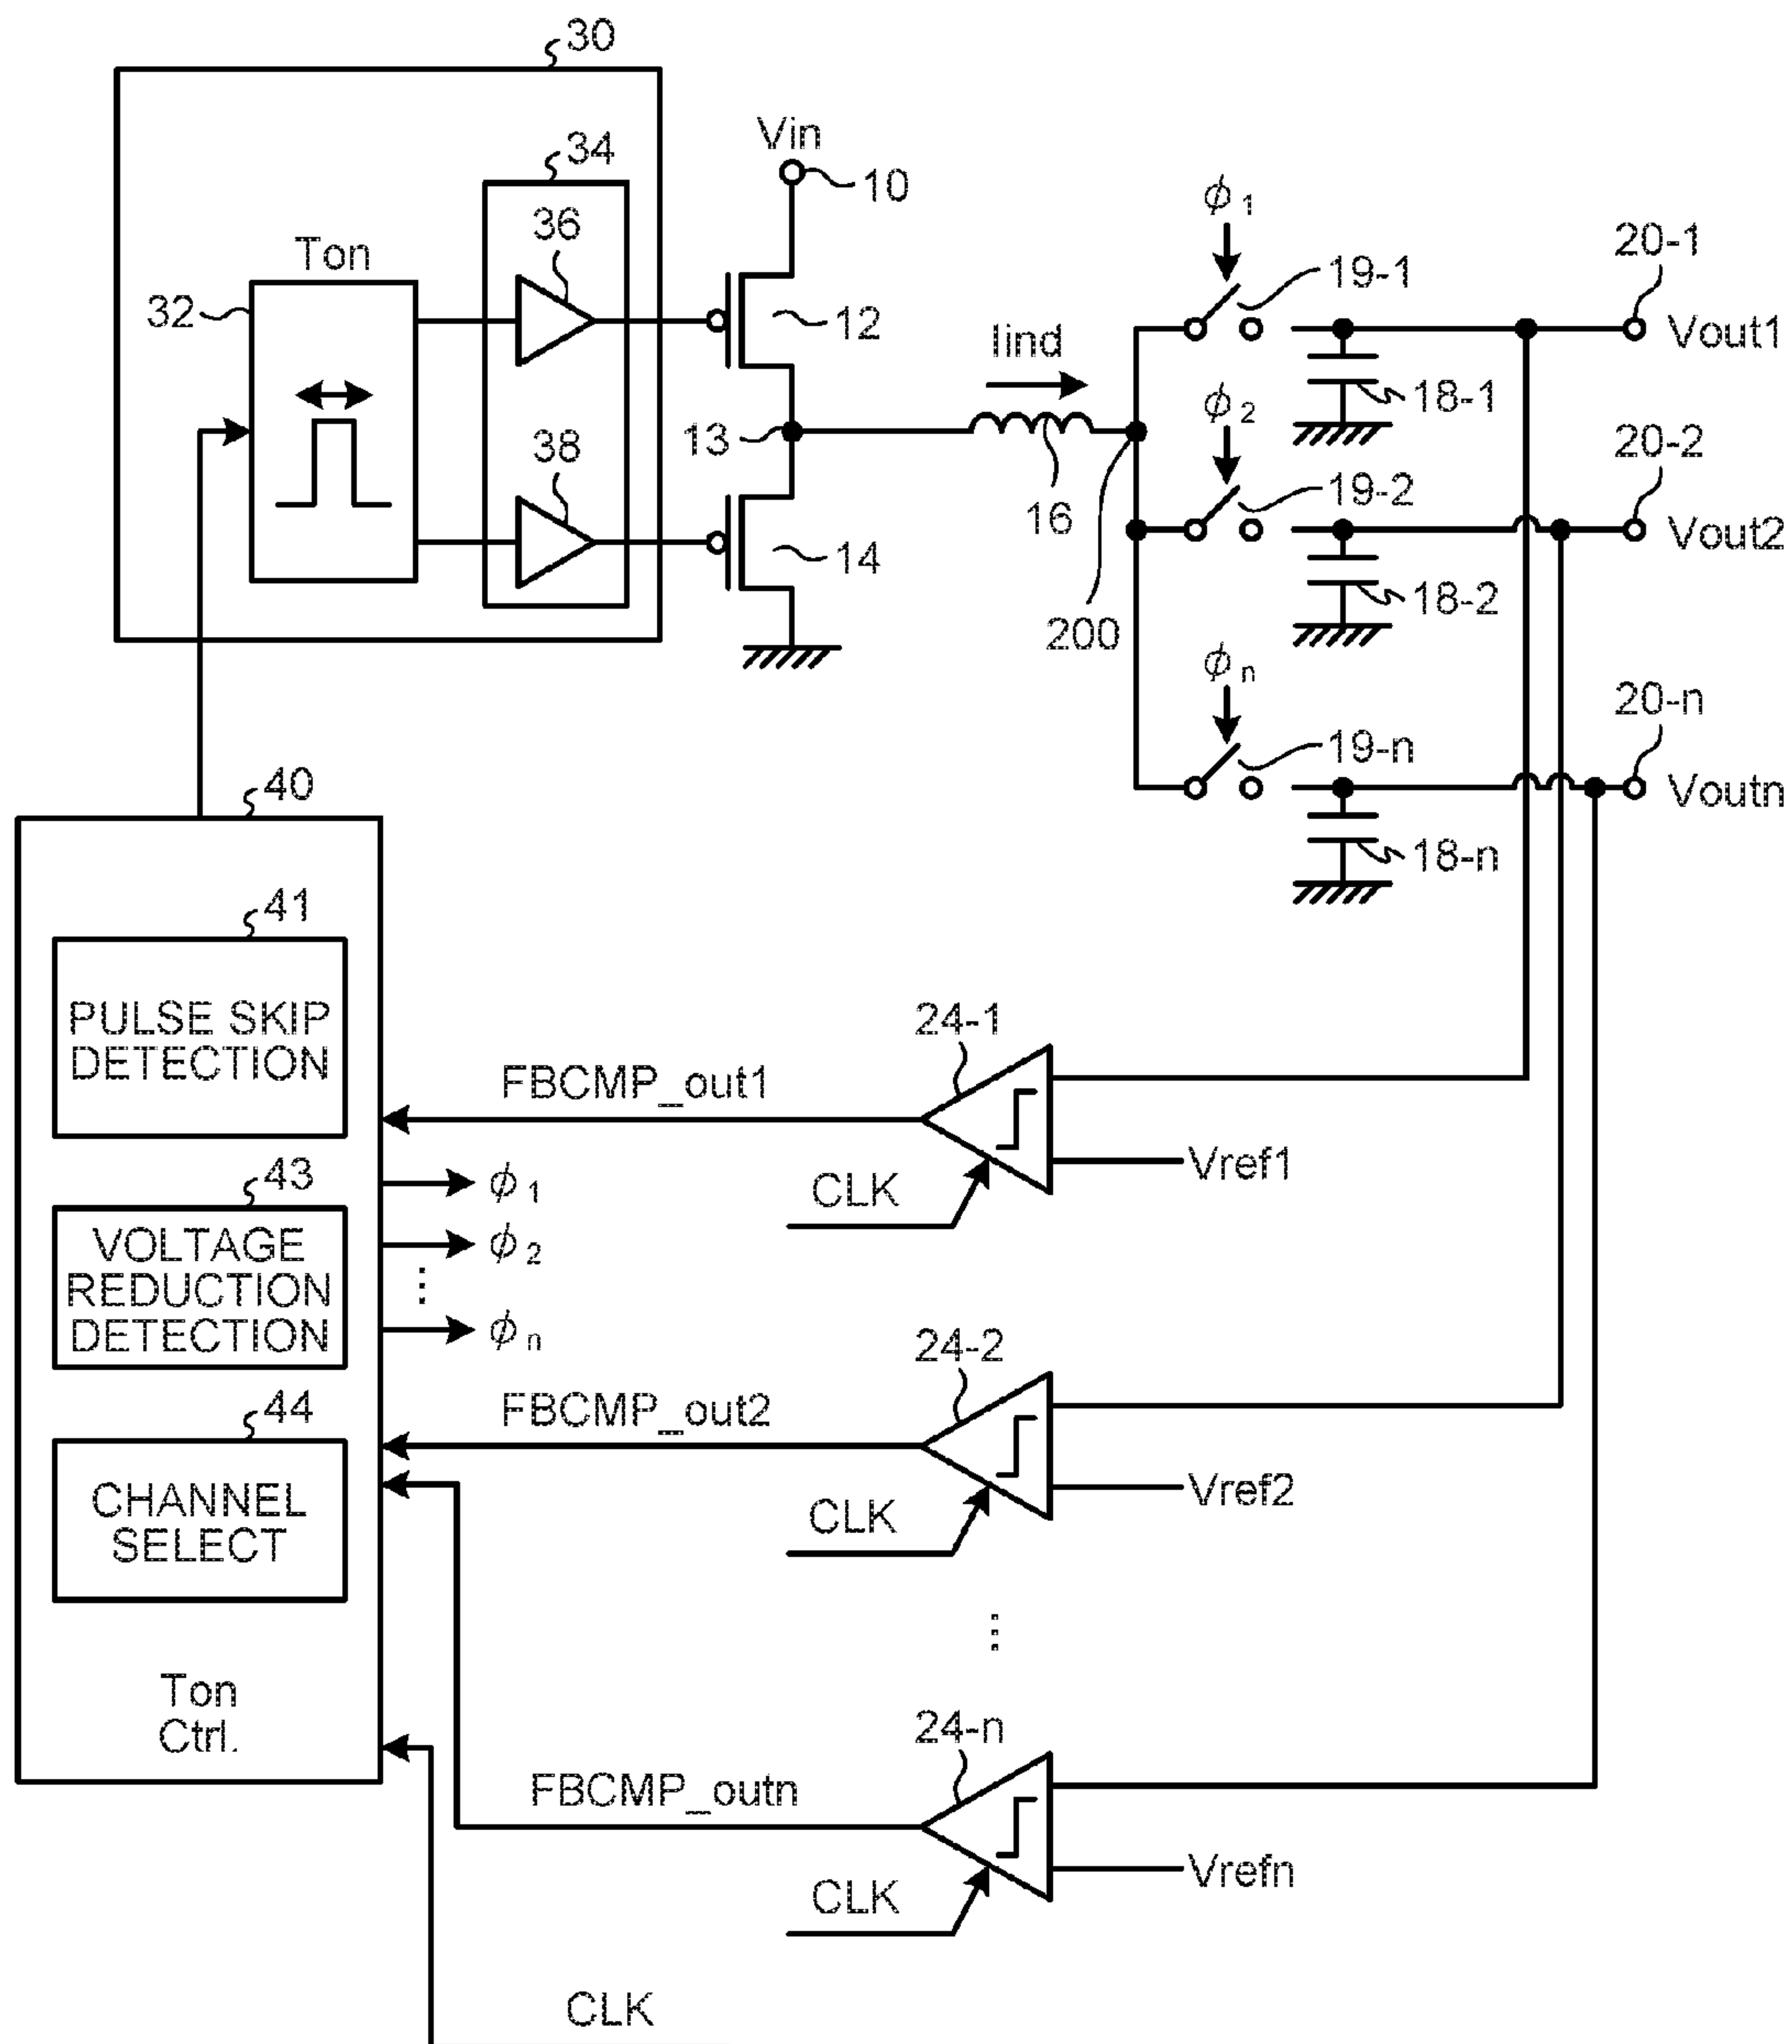 30
Vin
10
34
36
Ton
32
12
ϕ1
19-1
20-1
Vout1
Iind
18-1
13
38
ϕ2
19-2
20-2
Vout2
16
14
18-2
200
ϕn
19-n
20-n
Voutn
18-n
40
41
PULSE SKIP
DETECTION
24-1
FBCMP_out1
Vref1
CLK
43
ϕ1
VOLTAGE
REDUCTION
DETECTION
ϕ2
⋮
ϕn
24-2
FBCMP_out2
Vref2
CLK
44
CHANNEL
SELECT
⋮
Ton
Ctrl.
24-n
FBCMP_outn
Vrefn
CLK
CLK